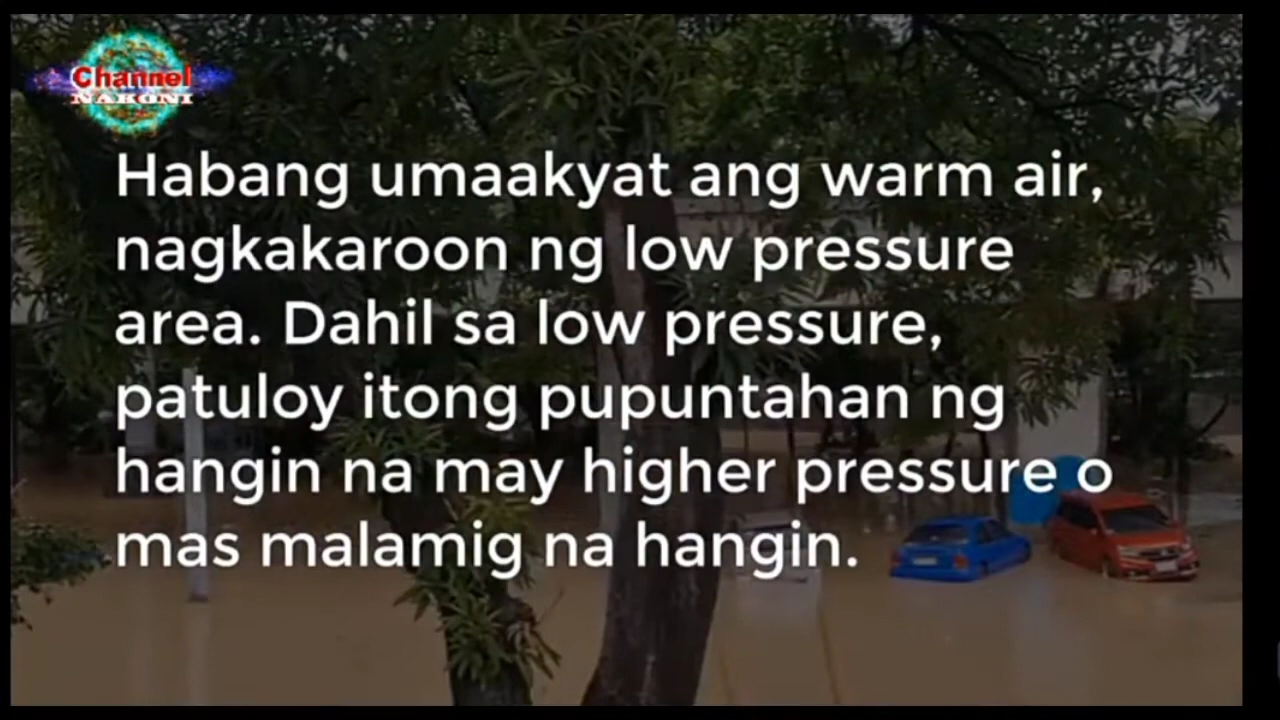 Channel
NAKONI
Habang umaakyat ang warm air,
nagkakaroon ng low pressure
area. Dahil sa low pressure,
patuloy itong pupuntahan ng
hangin na may higher pressure o
mas malamig na hangin.